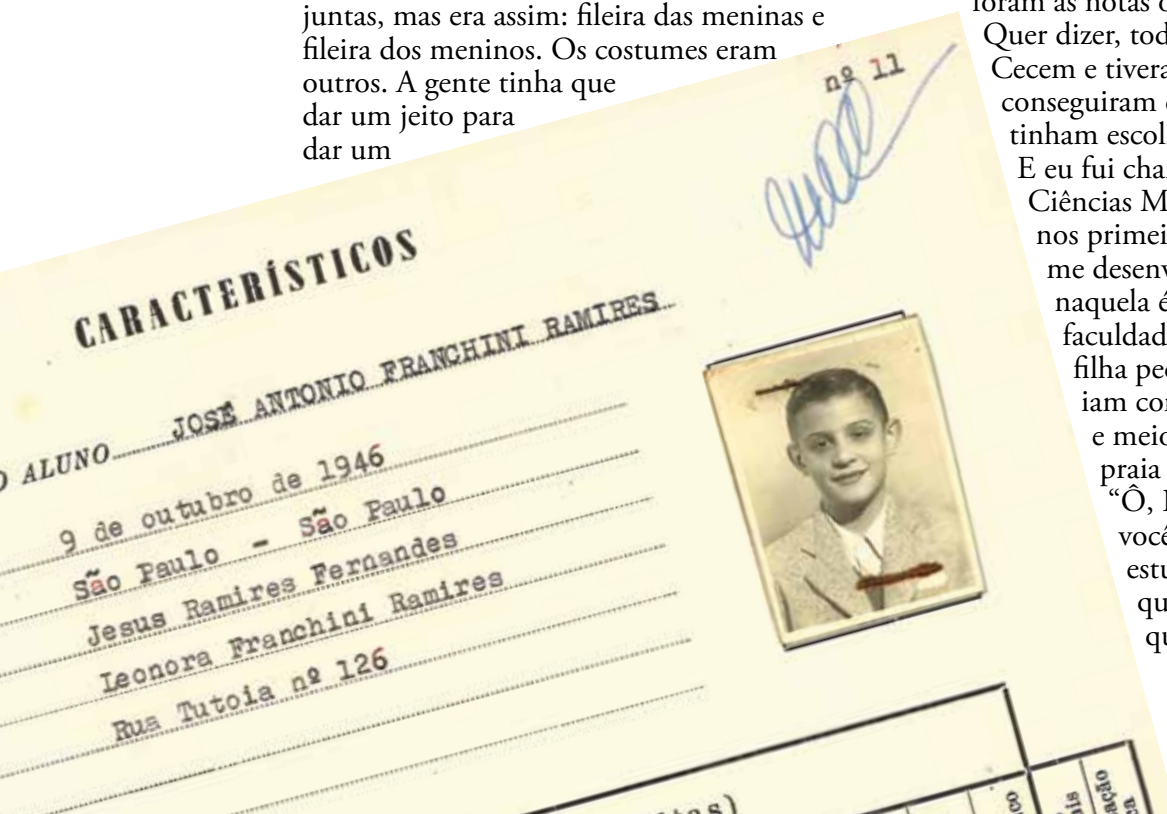 juntas, mas era assim: fileira das meninas e
fileira dos meninos. Os costumes eram
outros. A gente tinha que
dar um jeito para
dar um
nº 11
CARACTERÍSTICOS
O ALUNO JOSÉ ANTONIO FRANCHINI RAMIRES
9 de outubro de 1946
São Paulo - São Paulo
Jesus Ramires Fernandes
Leonora Franchini Ramires
Rua Tutoia nº 126
foram as notas
Quer dizer, tod
Cecem e tivera
conseguiram
tinham escol
E eu fui cha
Ciências M
nos primei
me desenv
naquela é
faculdad
filha pe
iam co
e meio
praia
“Ô,
você
estu
qu
qu